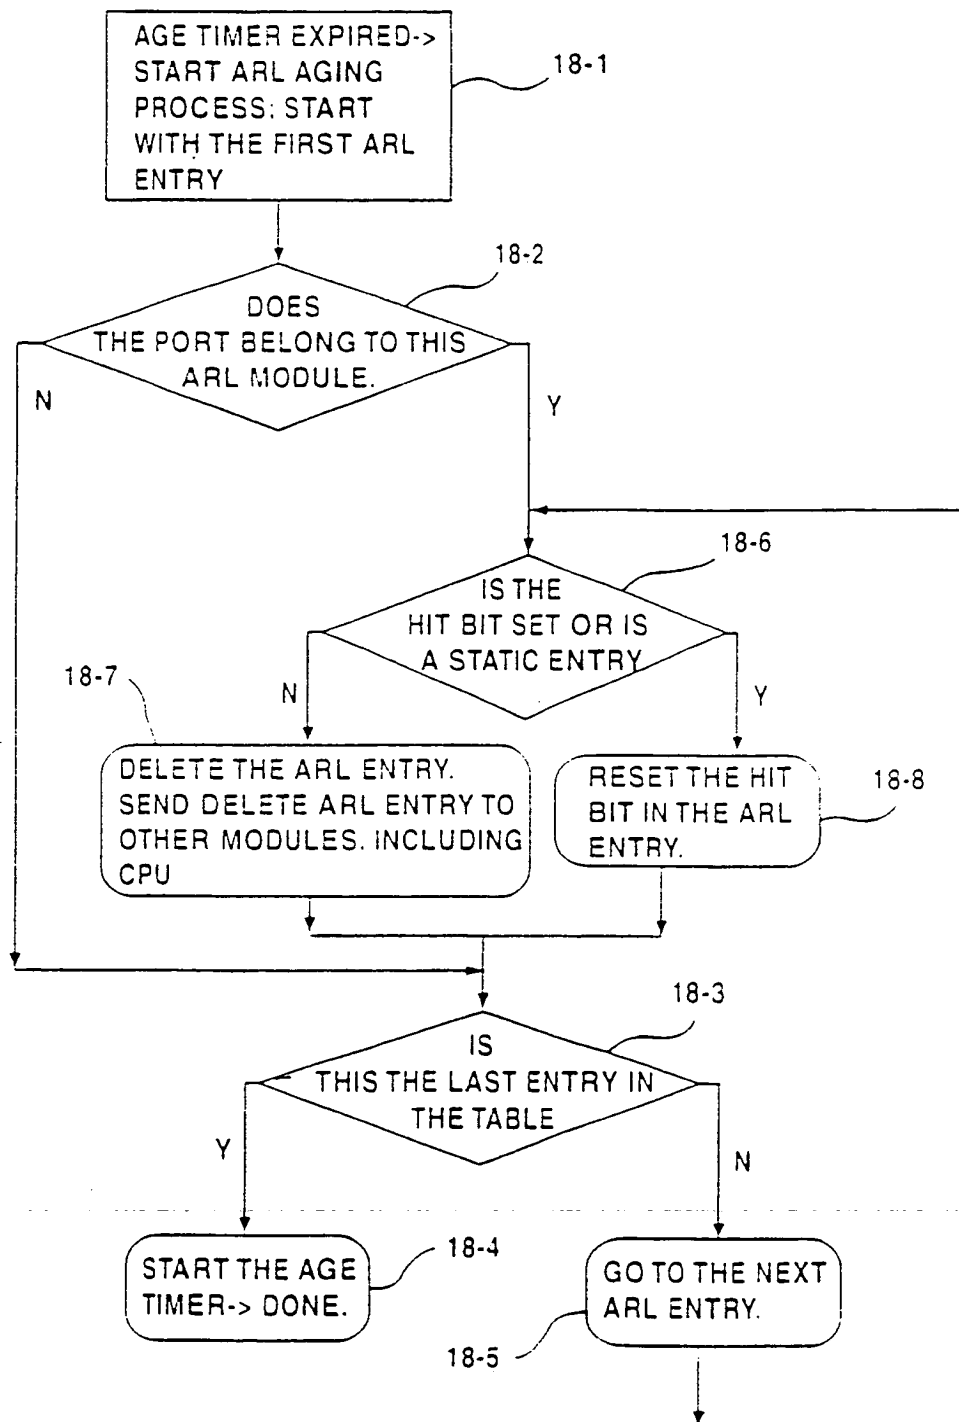 AGE TIMER EXPIRED->
START ARL AGING
PROCESS: START
WITH THE FIRST ARL
ENTRY
18-1
18-2
DOES
THE PORT BELONG TO THIS
ARL MODULE.
N
Y
18-6
IS THE
HIT BIT SET OR IS
A STATIC ENTRY
18-7
N
Y
DELETE THE ARL ENTRY.
SEND DELETE ARL ENTRY TO
OTHER MODULES. INCLUDING
CPU
RESET THE HIT
BIT IN THE ARL
ENTRY.
18-8
18-3
IS
THIS THE LAST ENTRY IN
THE TABLE
Y
N
START THE AGE
TIMER-> DONE.
18-4
GO TO THE NEXT
ARL ENTRY.
18-5